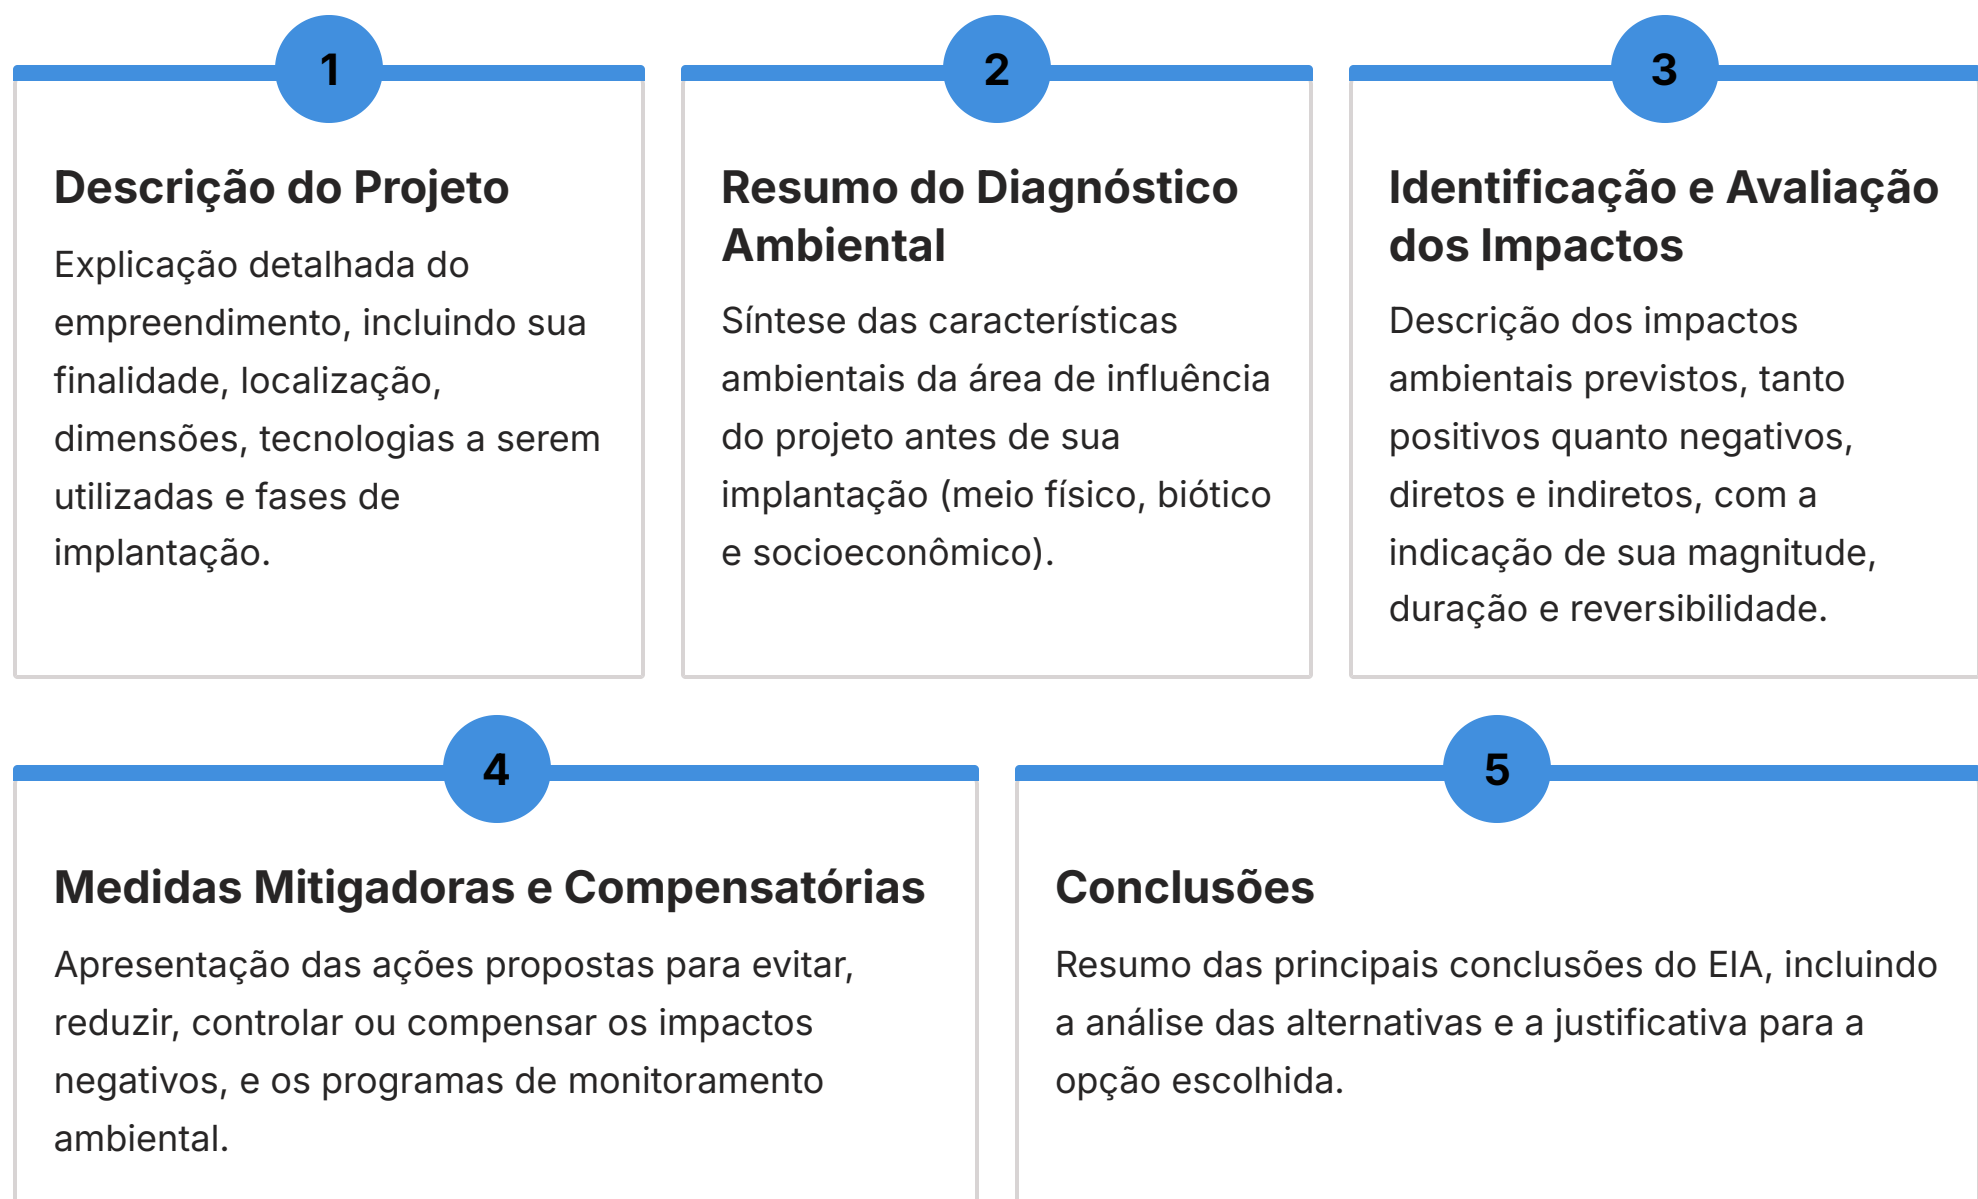 1
Descrição do Projeto
Explicação detalhada do
empreendimento, incluindo sua
finalidade, localização,
dimensões, tecnologias a serem
utilizadas e fases de
implantação.
2
Resumo do Diagnóstico
Ambiental
Síntese das características
ambientais da área de influência
do projeto antes de sua
implantação (meio físico, biótico
e socioeconômico).
3
Identificação e Avaliação
dos Impactos
Descrição dos impactos
ambientais previstos, tanto
positivos quanto negativos,
diretos e indiretos, com a
indicação de sua magnitude,
duração e reversibilidade.
4
Medidas Mitigadoras e Compensatórias
Apresentação das ações propostas para evitar,
reduzir, controlar ou compensar os impactos
negativos, e os programas de monitoramento
ambiental.
5
Conclusões
Resumo das principais conclusões do EIA, incluindo
a análise das alternativas e a justificativa para a
opção escolhida.